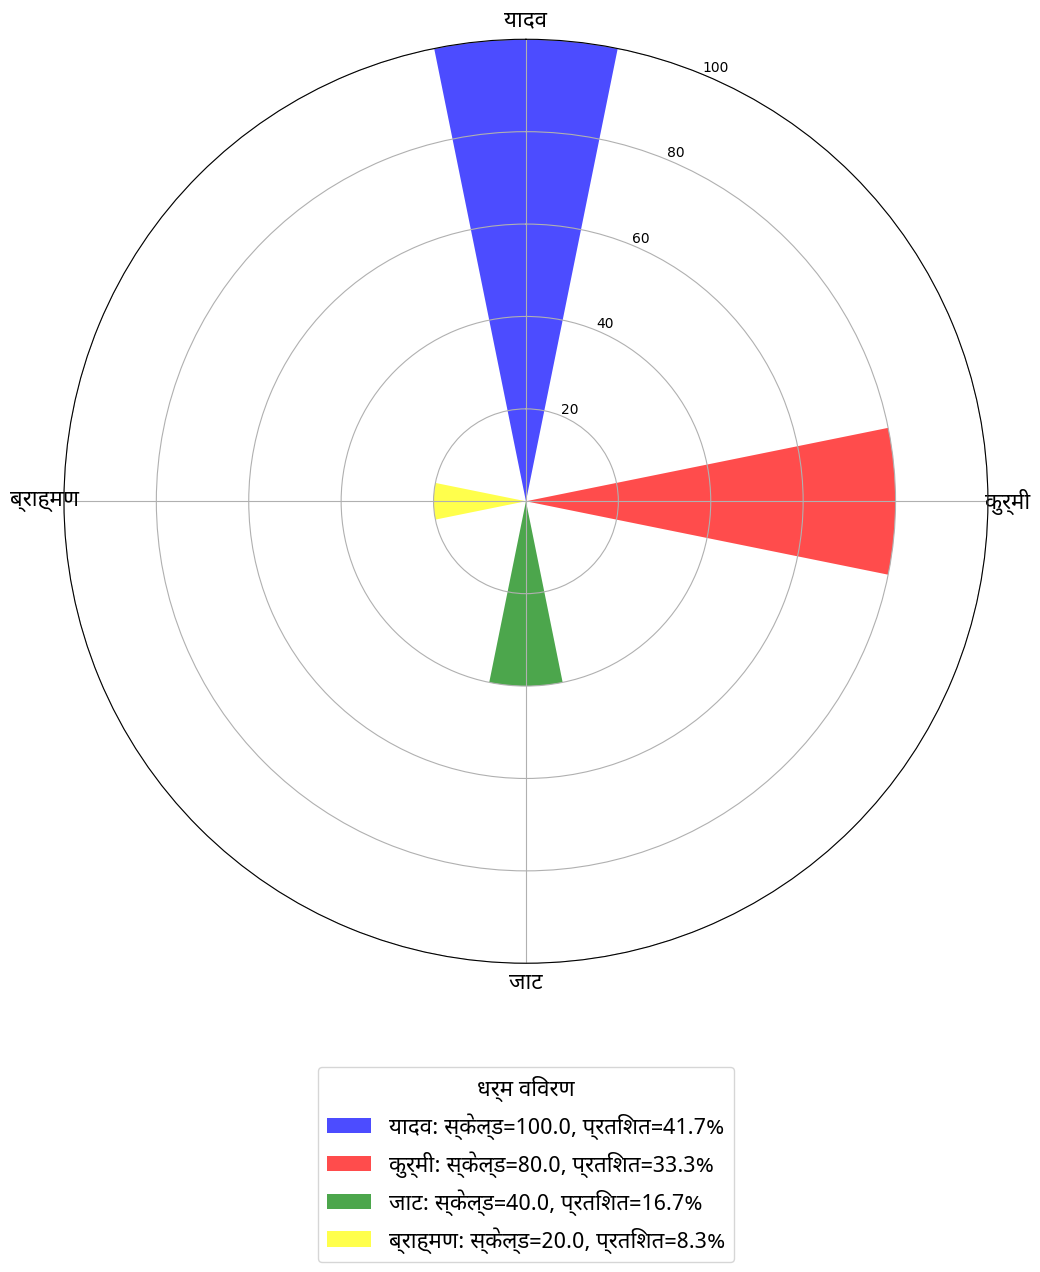 यादव
100
80
60
40
20
ब्राह्मण
कुर्मी
जाट
धर्म विवरण
यादव: स्केल्ड=100.0, प्रतिशत=41.7%
कुर्मी: स्केल्ड=80.0, प्रतिशत=33.3%
जाट: स्केल्ड=40.0, प्रतिशत=16.7%
ब्राह्मण: स्केल्ड=20.0, प्रतिशत=8.3%